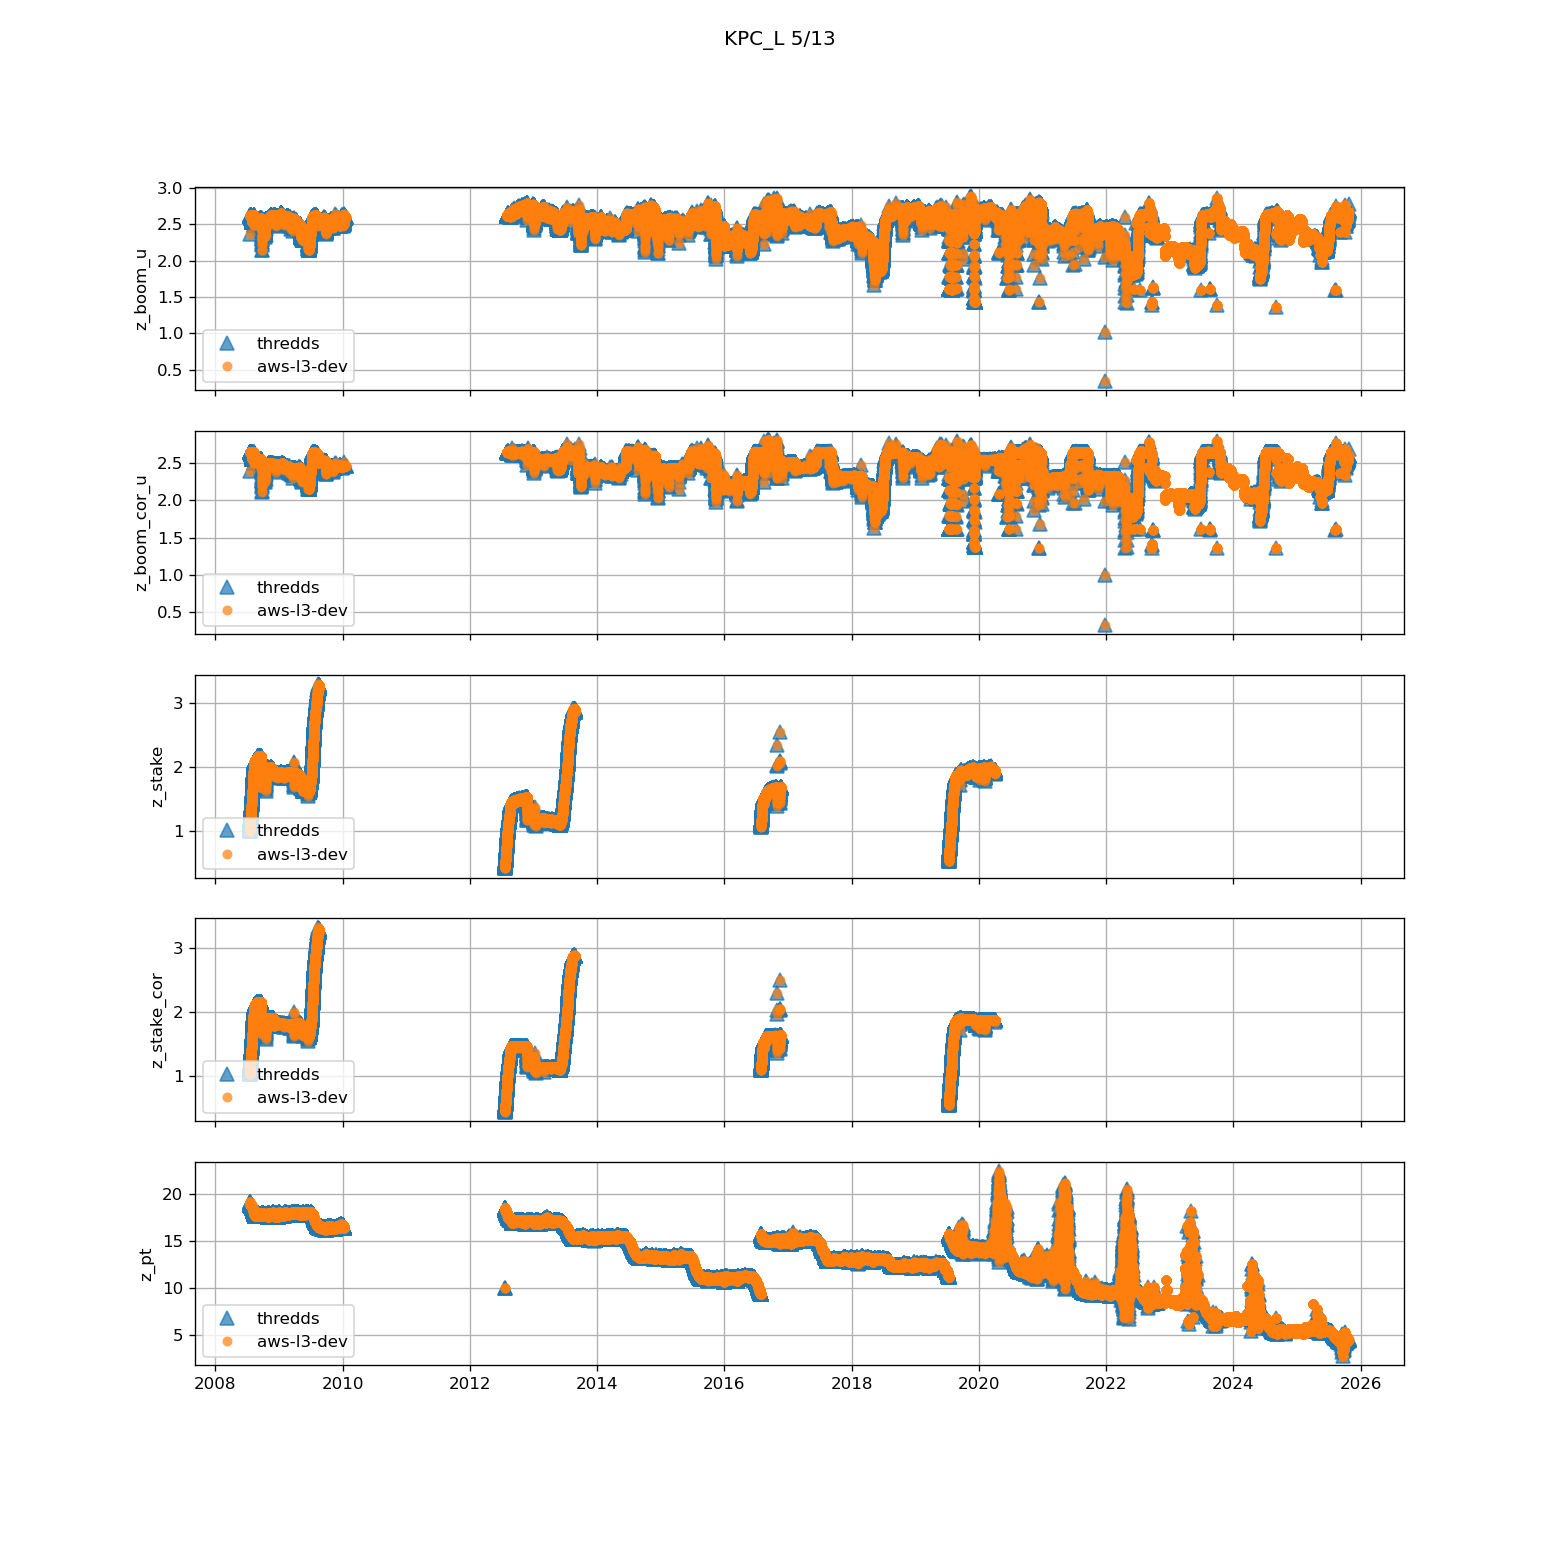 KPC_L 5/13
z_boom_u
3.0
2.5
2.0
1.5
1.0
0.5
thredds
aws-l3-dev
z_boom_cor_u
2.5
2.0
1.5
1.0
0.5
thredds
aws-l3-dev
z_stake
3
2
1
thredds
aws-l3-dev
z_stake_cor
3
2
1
thredds
aws-l3-dev
z_pt
20
15
10
5
thredds
aws-l3-dev
2008 2010 2012 2014 2016 2018 2020 2022 2024 2026